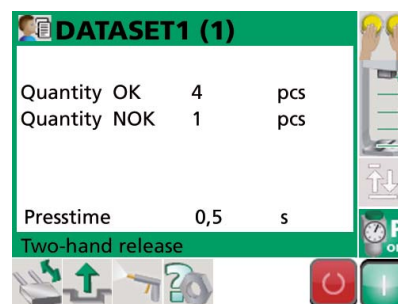 DATASET1 (1)
Quantity OK 4 pcs
Quantity NOK 1 pcs
Presstime 0,5 s
Two-hand release